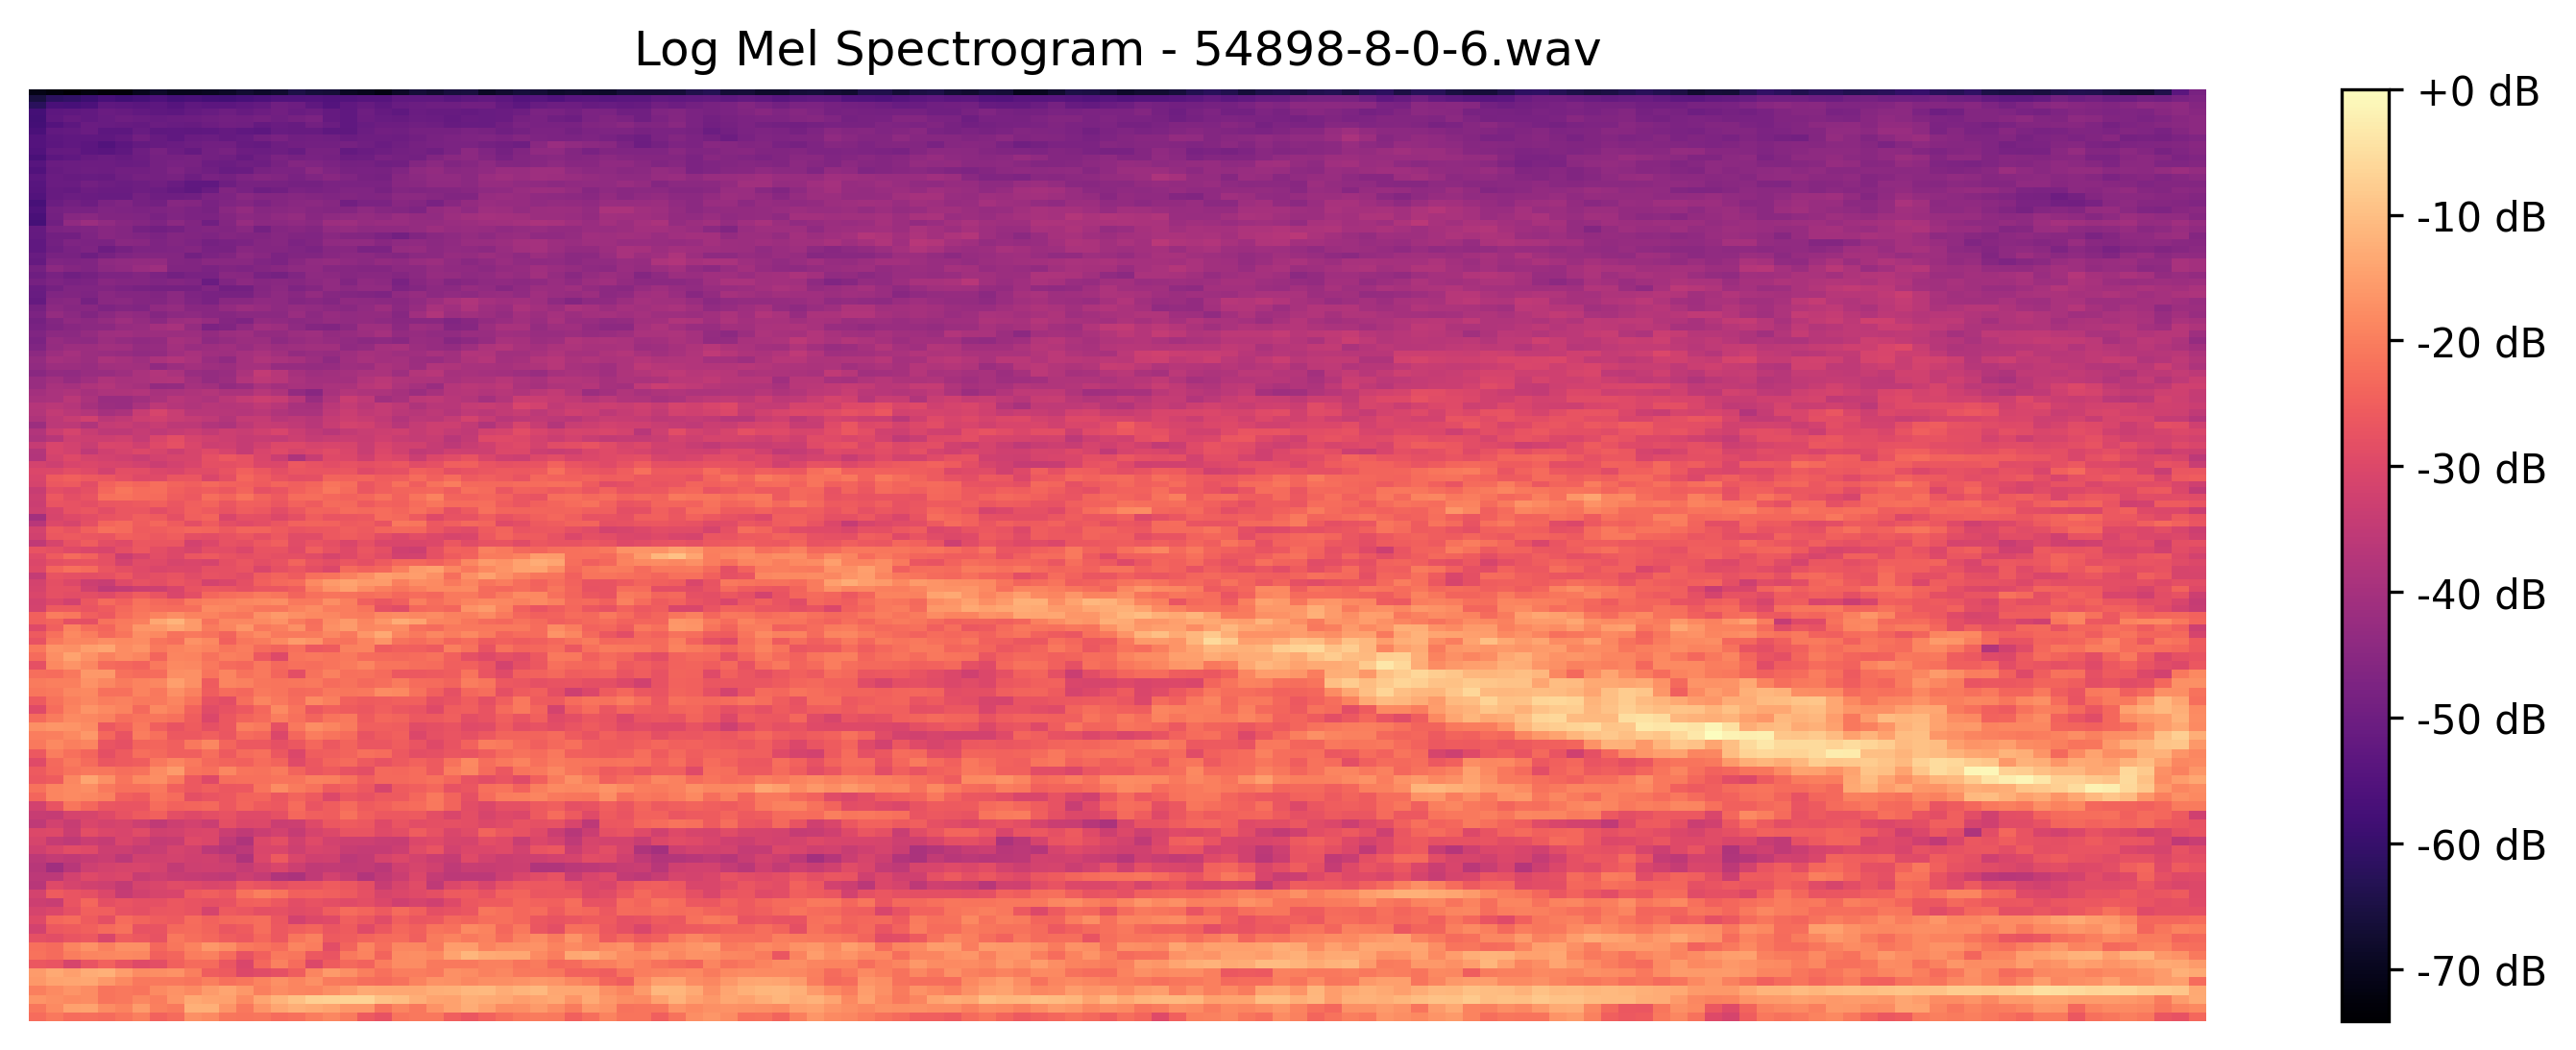 Log Mel Spectrogram - 54898-8-0-6.wav
+0 dB
-10 dB
-20 dB
-30 dB
-40 dB
-50 dB
-60 dB
-70 dB